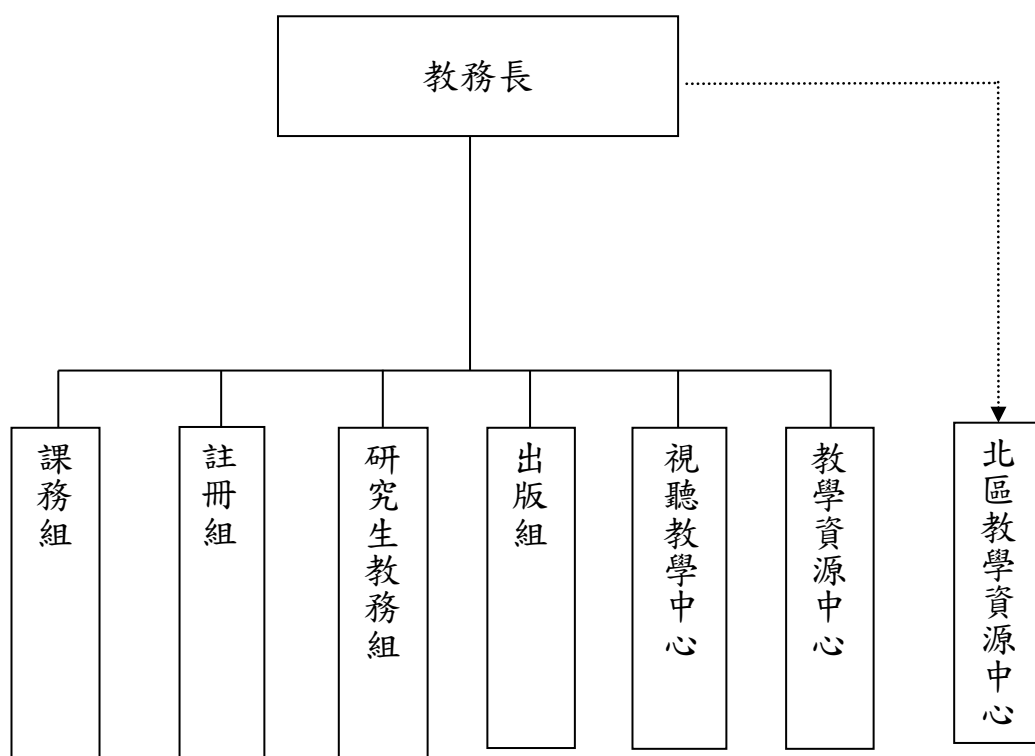 教務長
課務組
註冊組
研究生教務組
出版組
視聽教學中心
教學資源中心
北區教學資源中心